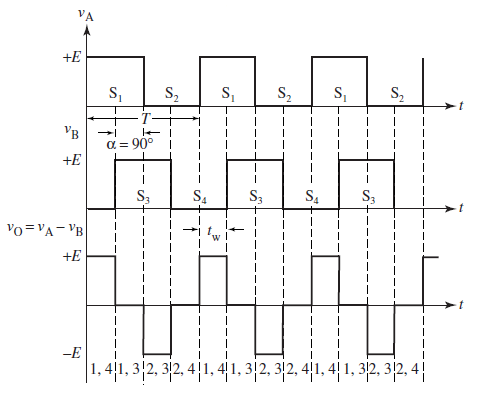 vA
+E
S1 S2 S1 S2 S1 S2
t
T
vB
α = 90°
+E
S3 S4 S3 S4 S3
t
vO = vA − vB
tw
+E
t
−E
1, 4 1, 3 2, 3 2, 4 1, 4 1, 3 2, 3 2, 4 1, 4 1, 3 2, 3 2, 4